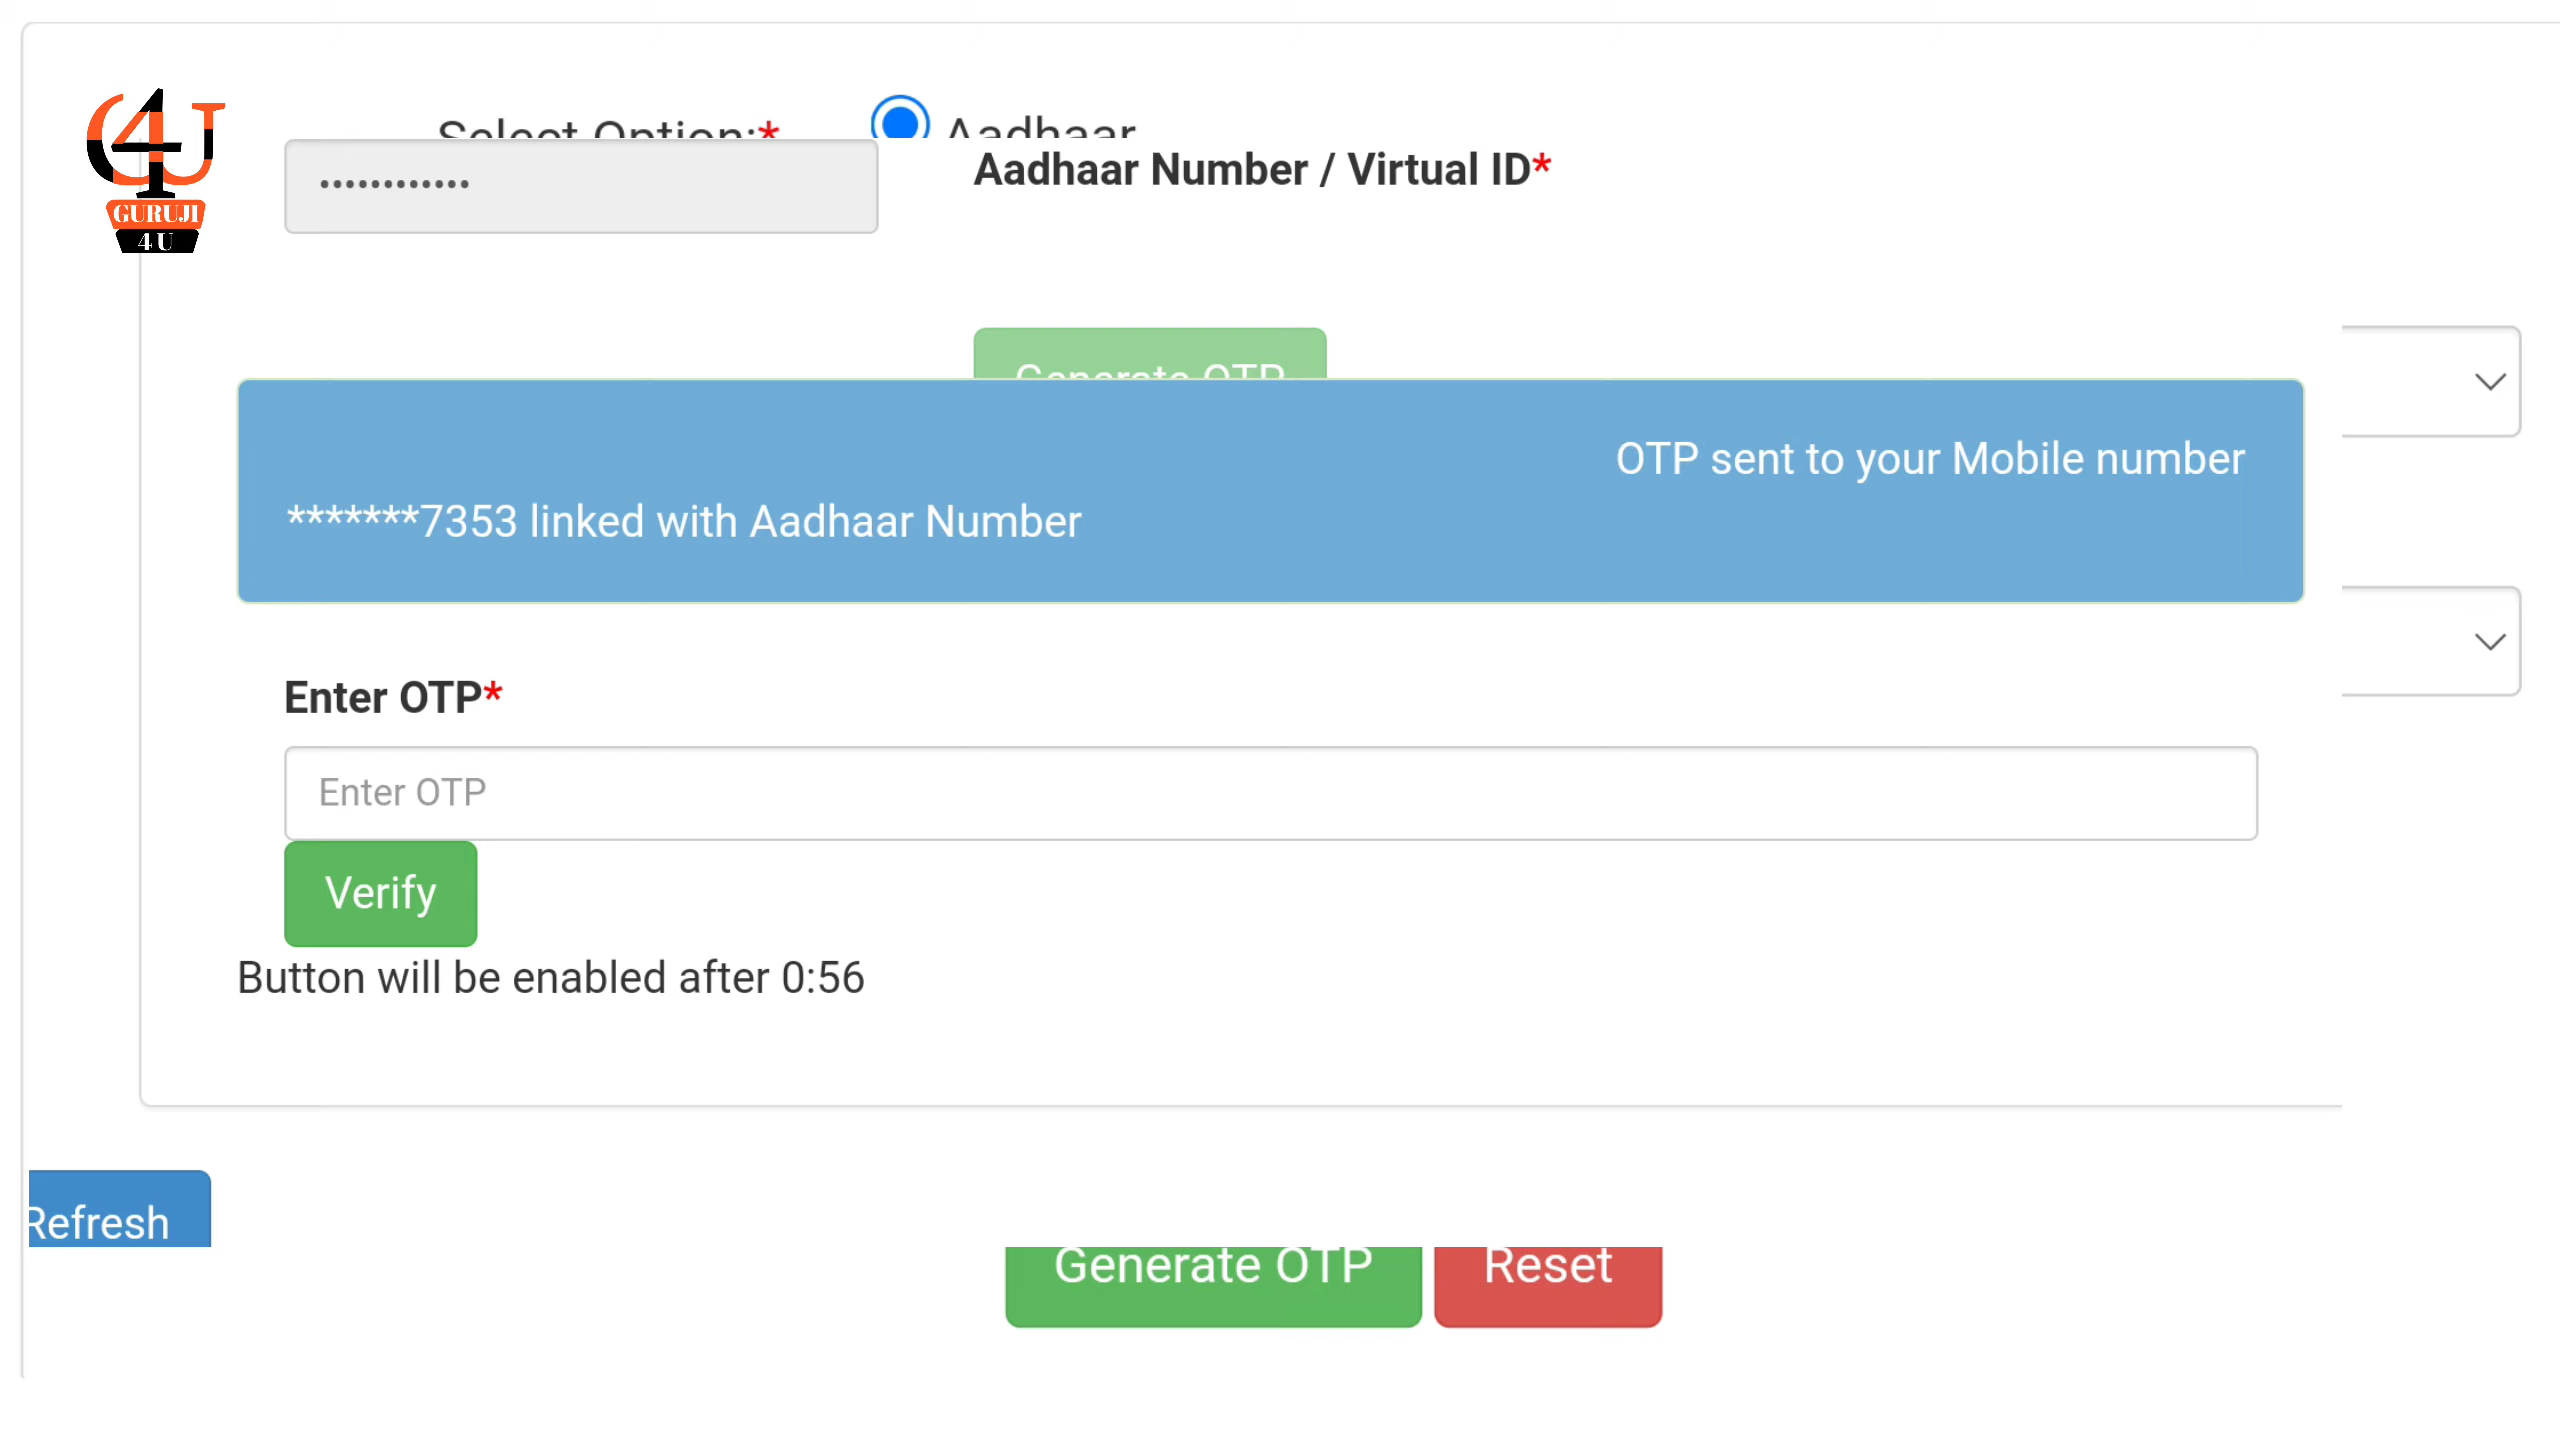 GURUJI
4 U
Select Option:*
Aadhaar
••••••••••••
Aadhaar Number / Virtual ID*
Generate OTP
OTP sent to your Mobile number
*******7353 linked with Aadhaar Number
Enter OTP*
Enter OTP
Verify
Button will be enabled after 0:56
Refresh
Generate OTP
Reset